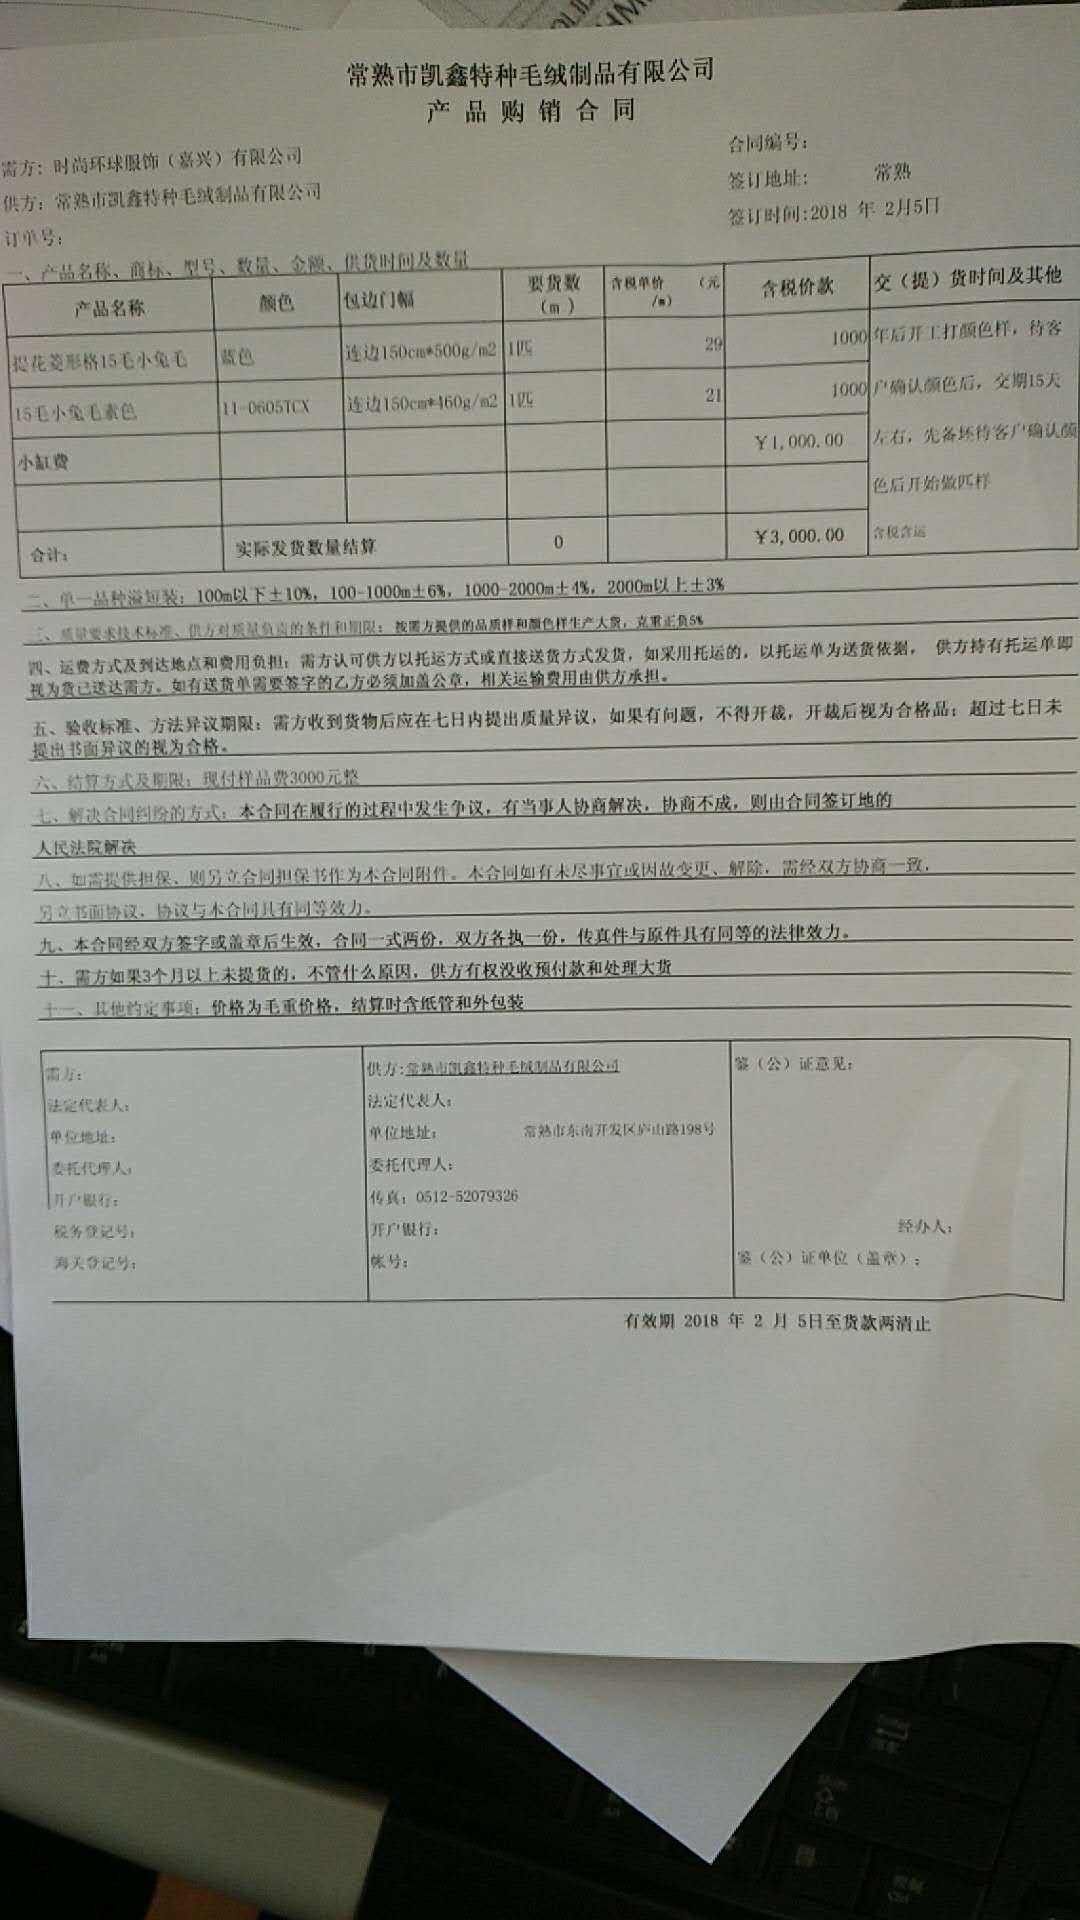 常熟市凯鑫特种毛绒制品有限公司
产 品 购 销 合 同
合同编号:
需方: 时尚环球服饰（嘉兴）有限公司
签订地址: 常熟
供方: 常熟市凯鑫特种毛绒制品有限公司
签订时间:2018 年 2月5日
订单号:
一、产品名称、商标、型号、数量、金额、供货时间及数量
产品名称 颜色 包边门幅 要货数（m） 含税单价 （元/m） 含税价款 交（提）货时间及其他
提花菱形格15毛小兔毛 蓝色 连边150cm*500g/m2 1匹 29 1000 年后开工打颜色样，待客
15毛小兔毛素色 11-0605TCX 连边150cm*460g/m2 1匹 21 1000 户确认颜色后，交期15天
小缸费 ￥1,000.00 左右，先备坯待客户确认颜
色后开始做匹样
合计: 实际发货数量结算 0 ￥3,000.00 含税含运
二、单一品种溢短装: 100m以下±10%, 100-1000m±6%, 1000-2000m±4%, 2000m以上±3%
三、质量要求技术标准、供方对质量负责的条件和期限: 按需方提供的品质样和颜色样生产大货，克重正负5%
四、运费方式及到达地点和费用负担: 需方认可供方以托运方式或直接送货方式发货，如采用托运的，以托运单为送货依据， 供方持有托运单即
视为货已送达需方。如有送货单需要签字的乙方必须加盖公章，相关运输费用由供方承担。
五、验收标准、方法异议期限: 需方收到货物后应在七日内提出质量异议，如果有问题，不得开裁，开裁后视为合格品；超过七日未
提出书面异议的视为合格。
六、结算方式及期限: 现付样品费3000元整
七、解决合同纠纷的方式: 本合同在履行的过程中发生争议，有当事人协商解决，协商不成，则由合同签订地的
人民法院解决
八、如需提供担保、则另立合同担保书作为本合同附件。本合同如有未尽事宜或因故变更、解除，需经双方协商一致，
另立书面协议，协议与本合同具有同等效力。
九、本合同经双方签字或盖章后生效，合同一式两份，双方各执一份，传真件与原件具有同等的法律效力。
十、需方如果3个月以上未提货的，不管什么原因，供方有权没收预付款和处理大货
十一、其他约定事项: 价格为毛重价格，结算时含纸管和外包装
需方:
法定代表人:
单位地址:
委托代理人:
开户银行:
税务登记号:
海关登记号:
供方:常熟市凯鑫特种毛绒制品有限公司
法定代表人:
单位地址: 常熟市东南开发区庐山路198号
委托代理人:
传真: 0512-52079326
开户银行:
帐号:
鉴（公）证意见:
经办人:
鉴（公）证单位（盖章）:
有效期 2018 年 2 月 5日至货款两清止